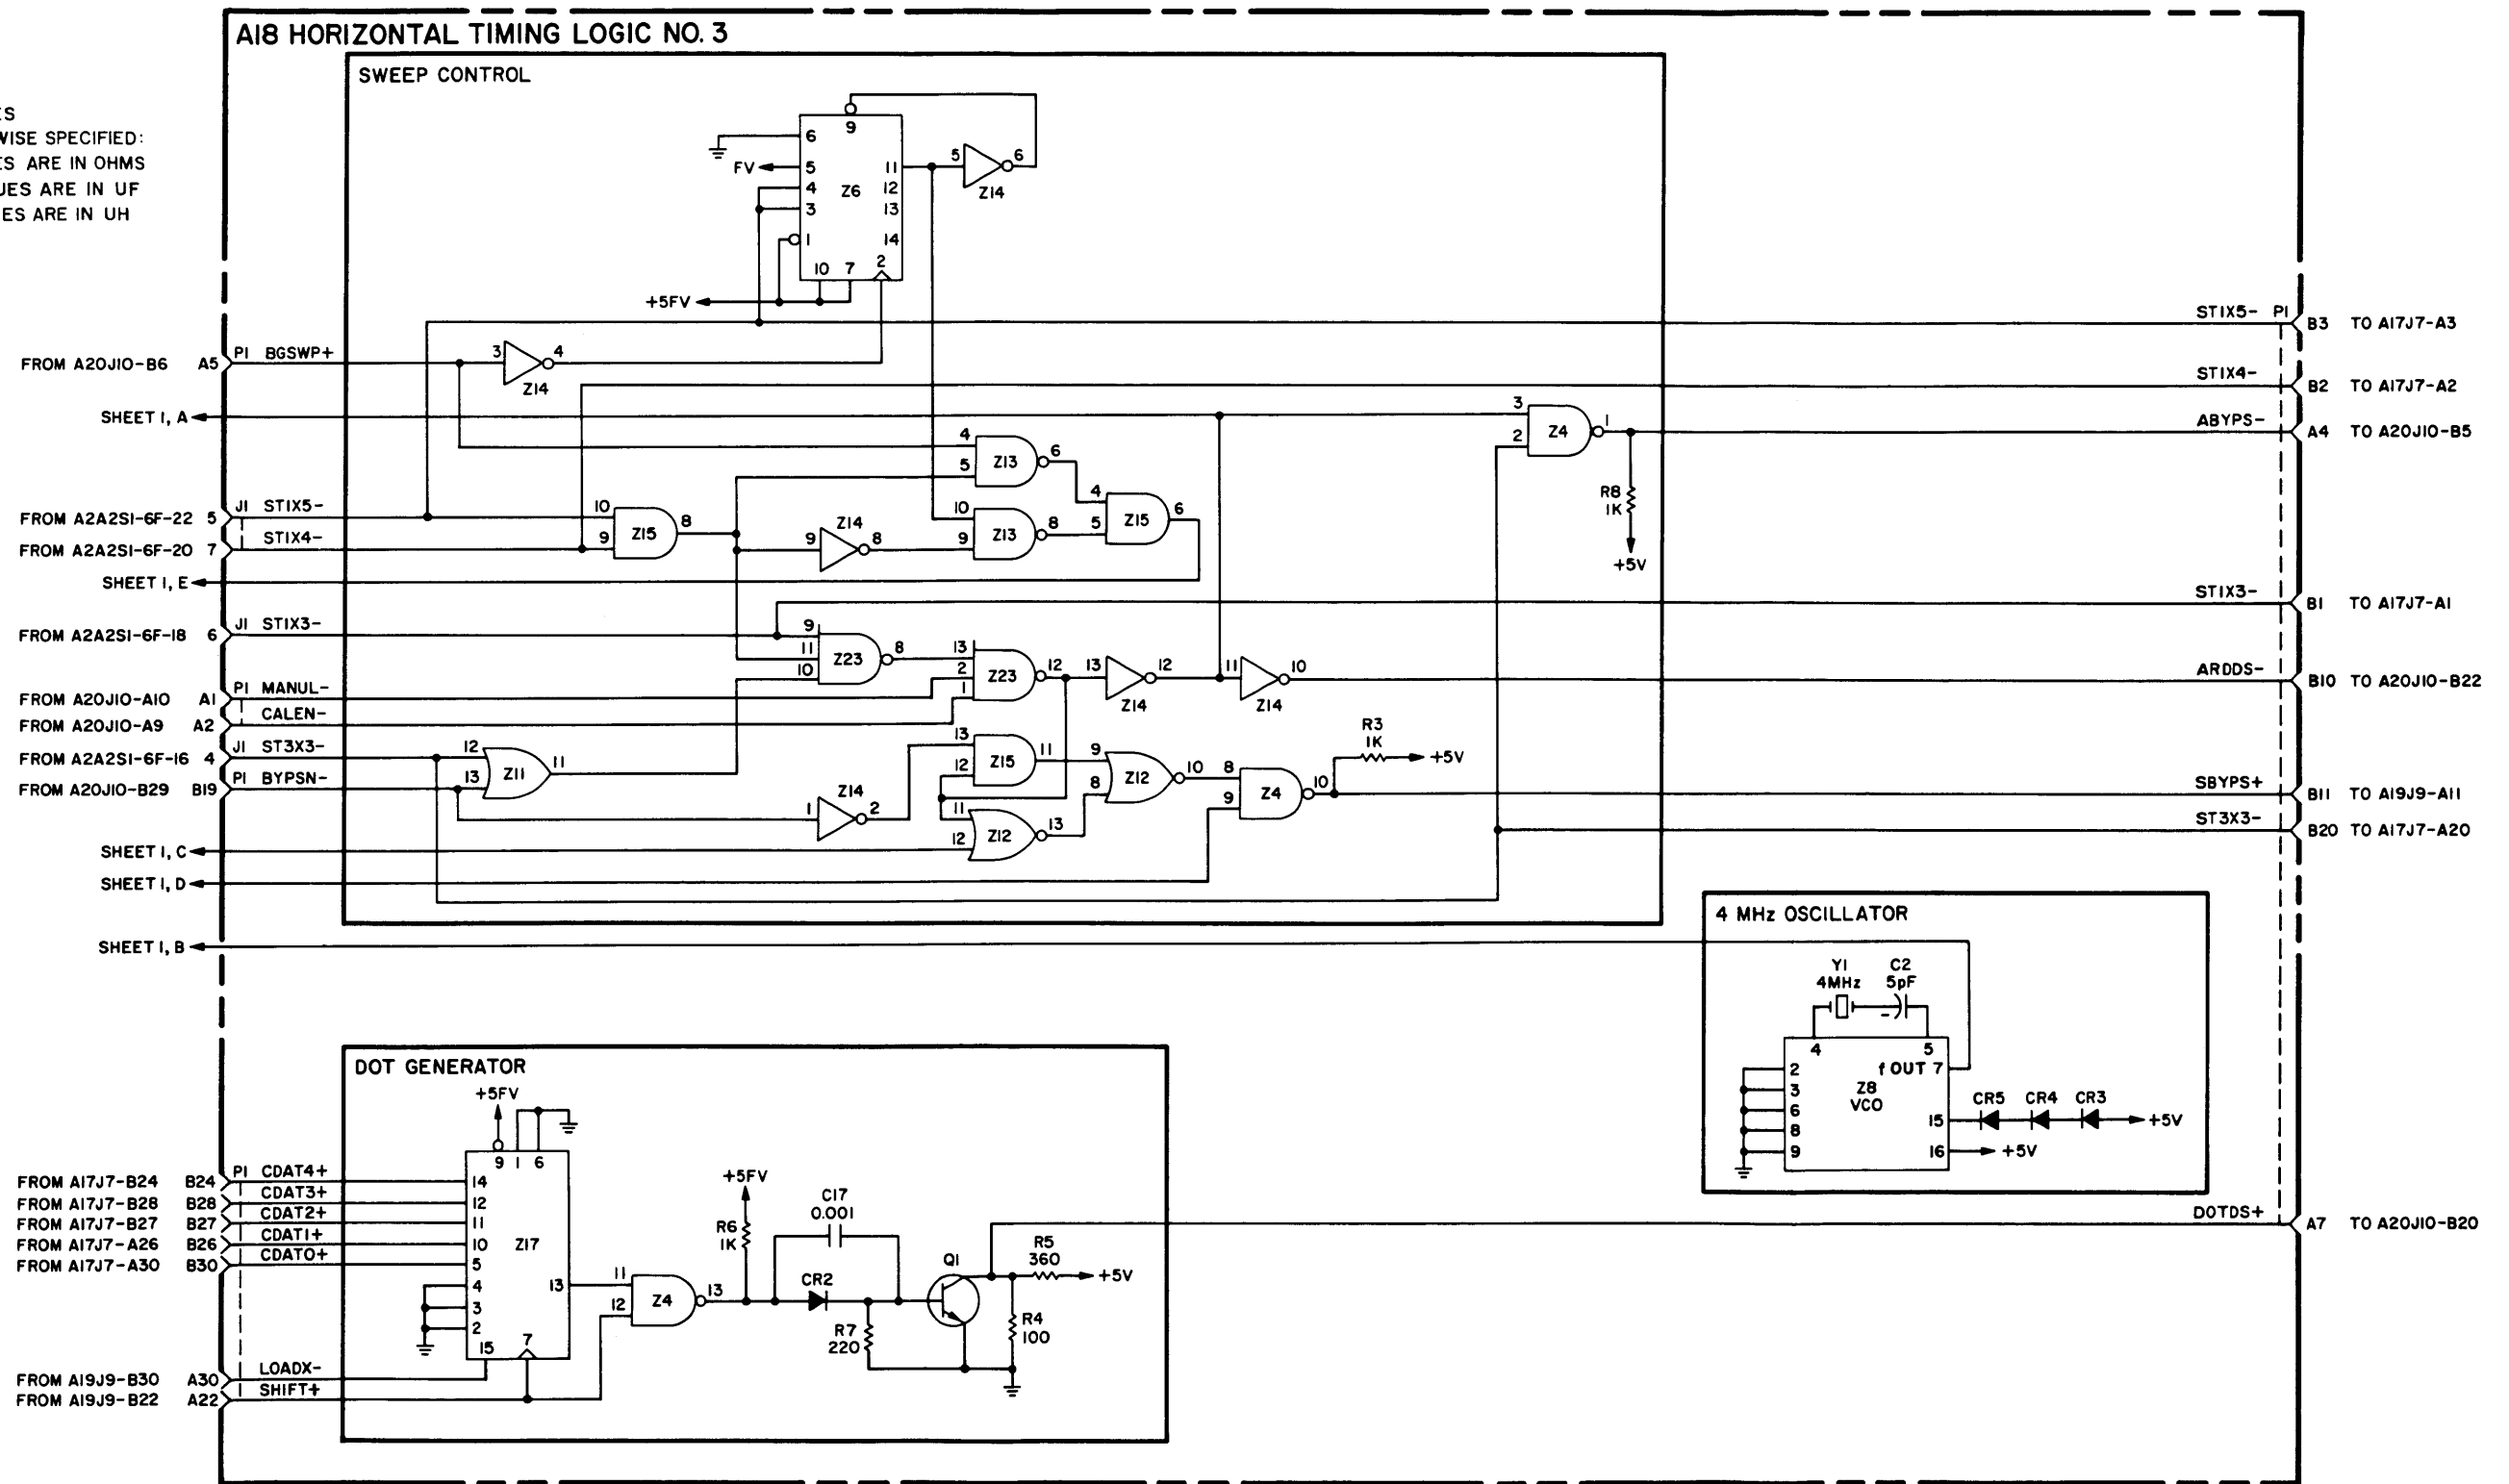 A18 HORIZONTAL TIMING LOGIC NO. 3
SWEEP CONTROL
ES
WISE SPECIFIED:
ES ARE IN OHMS
UES ARE IN UF
ES ARE IN UH
6
9
FV
5
4
3
1
11
12
13
14
Z6
10 7 2
5 6
Z14
+5FV
STIX5- P1 B3 TO A17J7-A3
FROM A20J10-B6 A5 P1 BGSWP+
3 4
Z14
STIX4- B2 TO A17J7-A2
SHEET 1, A
3
2
Z4
1
ABYPS- A4 TO A20J10-B5
4
5
Z13
6
R8
1K
+5V
FROM A2A2S1-6F-22 5 J1 STIX5-
FROM A2A2S1-6F-20 7 STIX4-
10
9
Z15
8
Z14
9 8
10
9
Z13
8
4
5
Z15
6
SHEET 1, E
STIX3- B1 TO A17J7-A1
FROM A2A2S1-6F-18 6 J1 STIX3-
9
11
10
Z23
8
13
2
1
Z23
12
13 12
Z14
11 10
Z14
ARDDS- B10 TO A20J10-B22
FROM A20J10-A10 A1 P1 MANUL-
FROM A20J10-A9 A2 CALEN-
FROM A2A2S1-6F-16 4 J1 ST3X3-
FROM A20J10-B29 B19 P1 BYPSN-
12
13
Z11
11
Z14
1 2
13
12
Z15
11
11
12
Z12
13
9
8
Z12
10
8
9
Z4
10
R3
1K
+5V
SBYPS+ B11 TO A19J9-A11
ST3X3- B20 TO A17J7-A20
SHEET 1, C
SHEET 1, D
SHEET 1, B
4 MHz OSCILLATOR
Y1
4MHz
C2
5pF
-
4 5
2
3
6
8
9
f OUT 7
Z8
VCO
15
16
CR5 CR4 CR3
+5V
+5V
DOT GENERATOR
+5FV
9 1 6
FROM A17J7-B24 B24 P1 CDAT4+
FROM A17J7-B28 B28 CDAT3+
FROM A17J7-B27 B27 CDAT2+
FROM A17J7-A26 B26 CDAT1+
FROM A17J7-A30 B30 CDAT0+
14
12
11
10
5
4
3
2
15
7
Z17
13
11
12
Z4
13
+5FV
R6
1K
C17
0.001
CR2
R7
220
Q1
R5
360
+5V
R4
100
DOTDS+ A7 TO A20J10-B20
FROM A19J9-B30 A30 LOADX-
FROM A19J9-B22 A22 SHIFT+